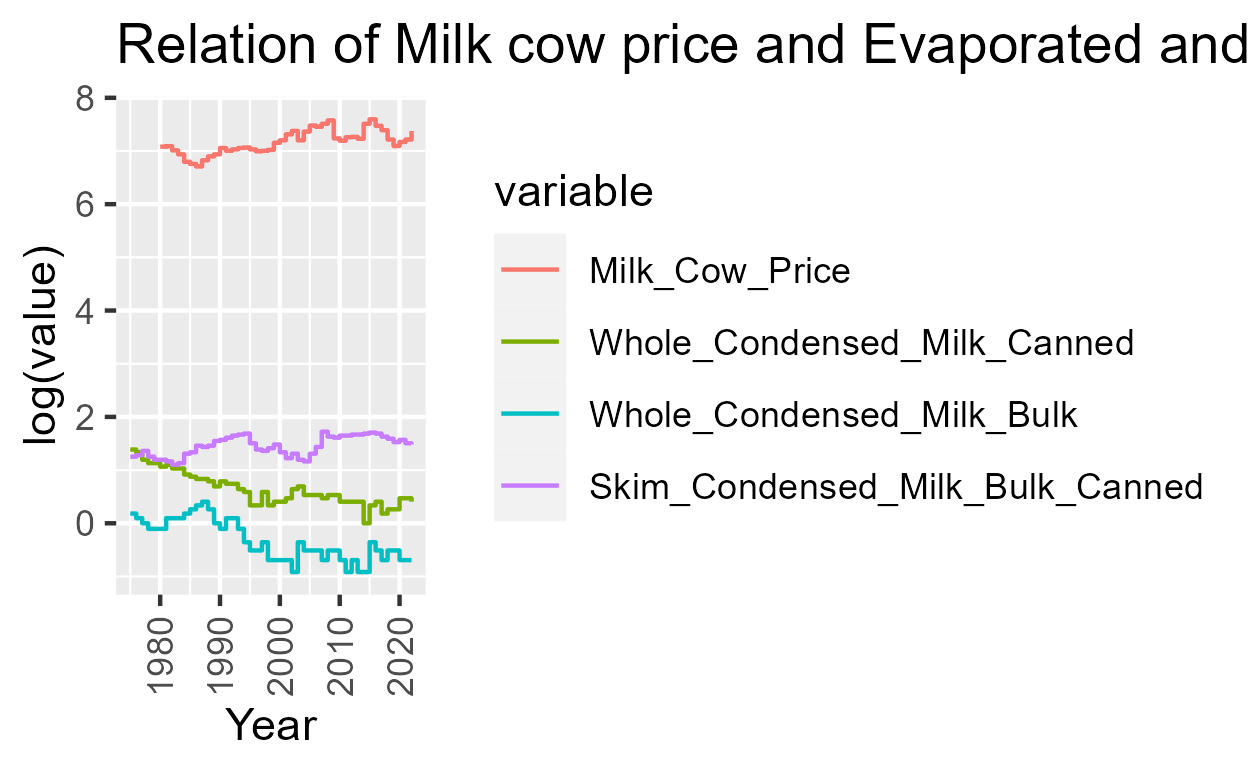 Relation of Milk cow price and Evaporated and
8
6
4
2
0
log(value)
1980
1990
2000
2010
2020
Year
variable
Milk_Cow_Price
Whole_Condensed_Milk_Canned
Whole_Condensed_Milk_Bulk
Skim_Condensed_Milk_Bulk_Canned